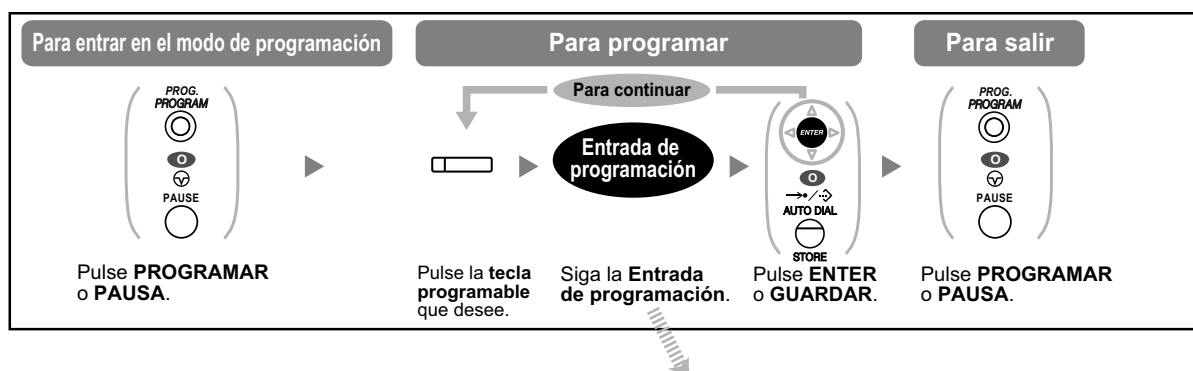 Para entrar en el modo de programación
Para programar
Para salir
Para continuar
PROG.
PROGRAM
O
PAUSE
Entrada de
programación
ENTER
O
AUTO DIAL
STORE
PROG.
PROGRAM
O
PAUSE
Pulse PROGRAMAR
o PAUSA.
Pulse la tecla
programable
que desee.
Siga la Entrada
de programación.
Pulse ENTER
o GUARDAR.
Pulse PROGRAMAR
o PAUSA.